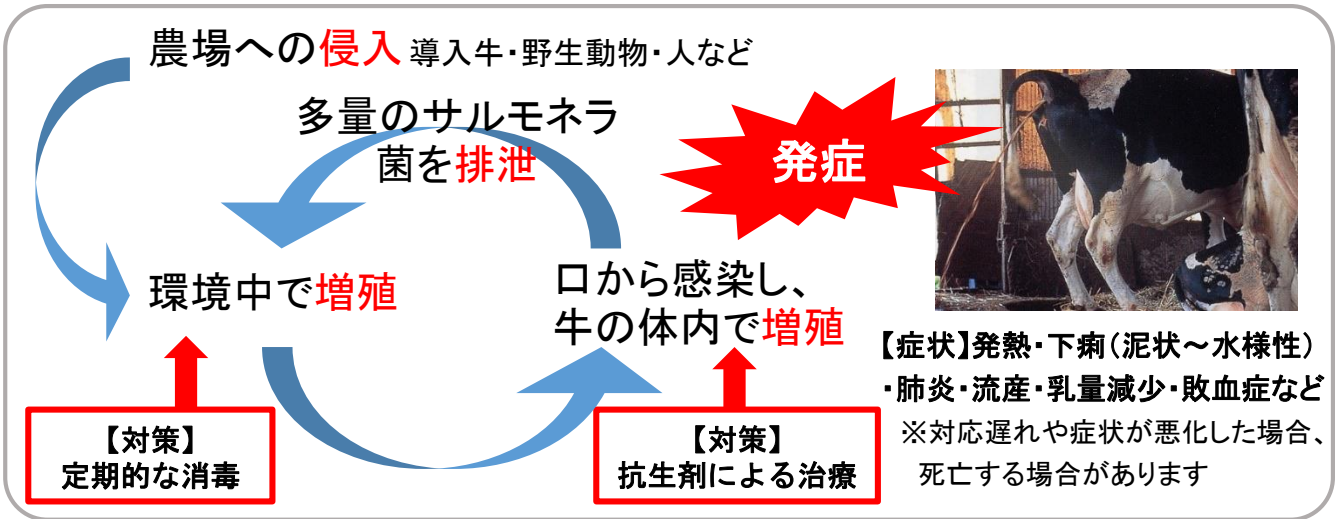 農場への侵入 導入牛・野生動物・人など
多量のサルモネラ
菌を排泄
発症
環境中で増殖
口から感染し、
牛の体内で増殖
【対策】
定期的な消毒
【対策】
抗生剤による治療
【症状】発熱・下痢(泥状～水様性)
・肺炎・流産・乳量減少・敗血症など
※対応遅れや症状が悪化した場合、
死亡する場合があります